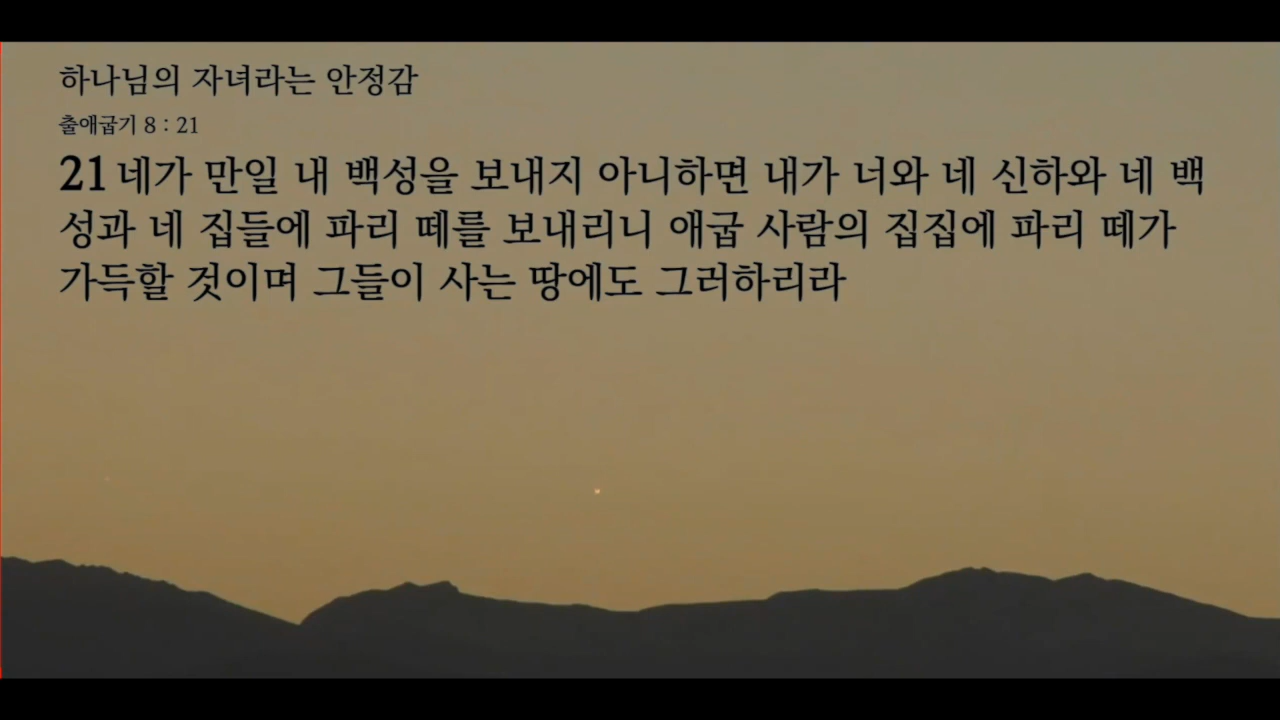 하나님의 자녀라는 안정감
출애굽기 8 : 21
21 네가 만일 내 백성을 보내지 아니하면 내가 너와 네 신하와 네 백
성과 네 집들에 파리 떼를 보내리니 애굽 사람의 집집에 파리 떼가
가득할 것이며 그들이 사는 땅에도 그러하리라